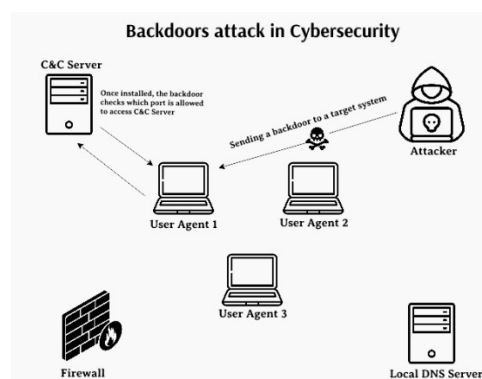 Backdoors attack in Cybersecurity
C&C Server
Once installed, the backdoor
checks which port is allowed
to access C&C Server
Sending a backdoor to a target system
Attacker
User Agent 1
User Agent 2
User Agent 3
Firewall
Local DNS Server